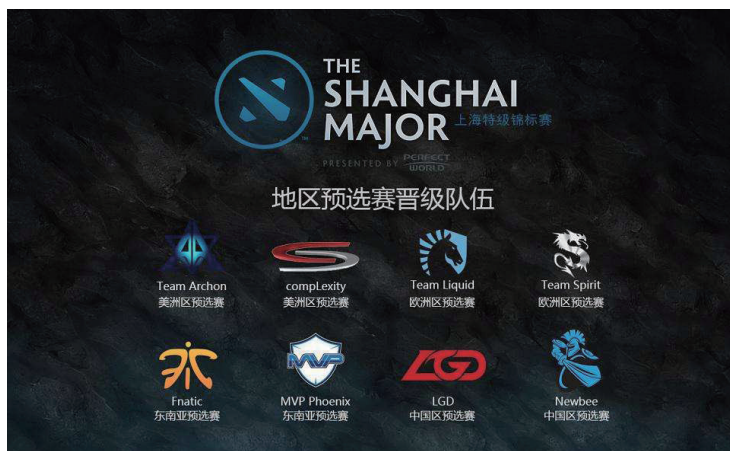 THE
SHANGHAI
MAJOR 上海特级锦标赛
PRESENTED BY PERFECT WORLD
地区预选赛晋级队伍
Team Archon compLexity Team Liquid Team Spirit
美洲区预选赛 美洲区预选赛 欧洲区预选赛 欧洲区预选赛
MVP LGD
Fnatic MVP Phoenix LGD Newbee
东南亚预选赛 东南亚预选赛 中国区预选赛 中国区预选赛